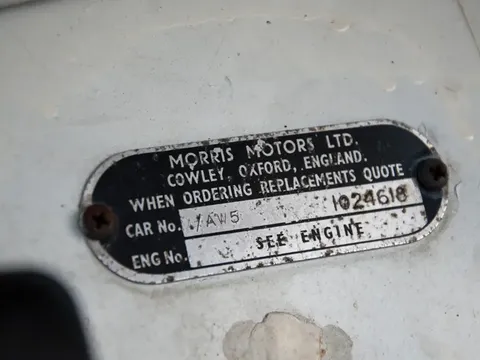 MORRIS MOTORS LTD.
COWLEY, OXFORD, ENGLAND.
WHEN ORDERING REPLACEMENTS QUOTE
CAR No. /AW5 1024618
ENG No. SEE ENGINE